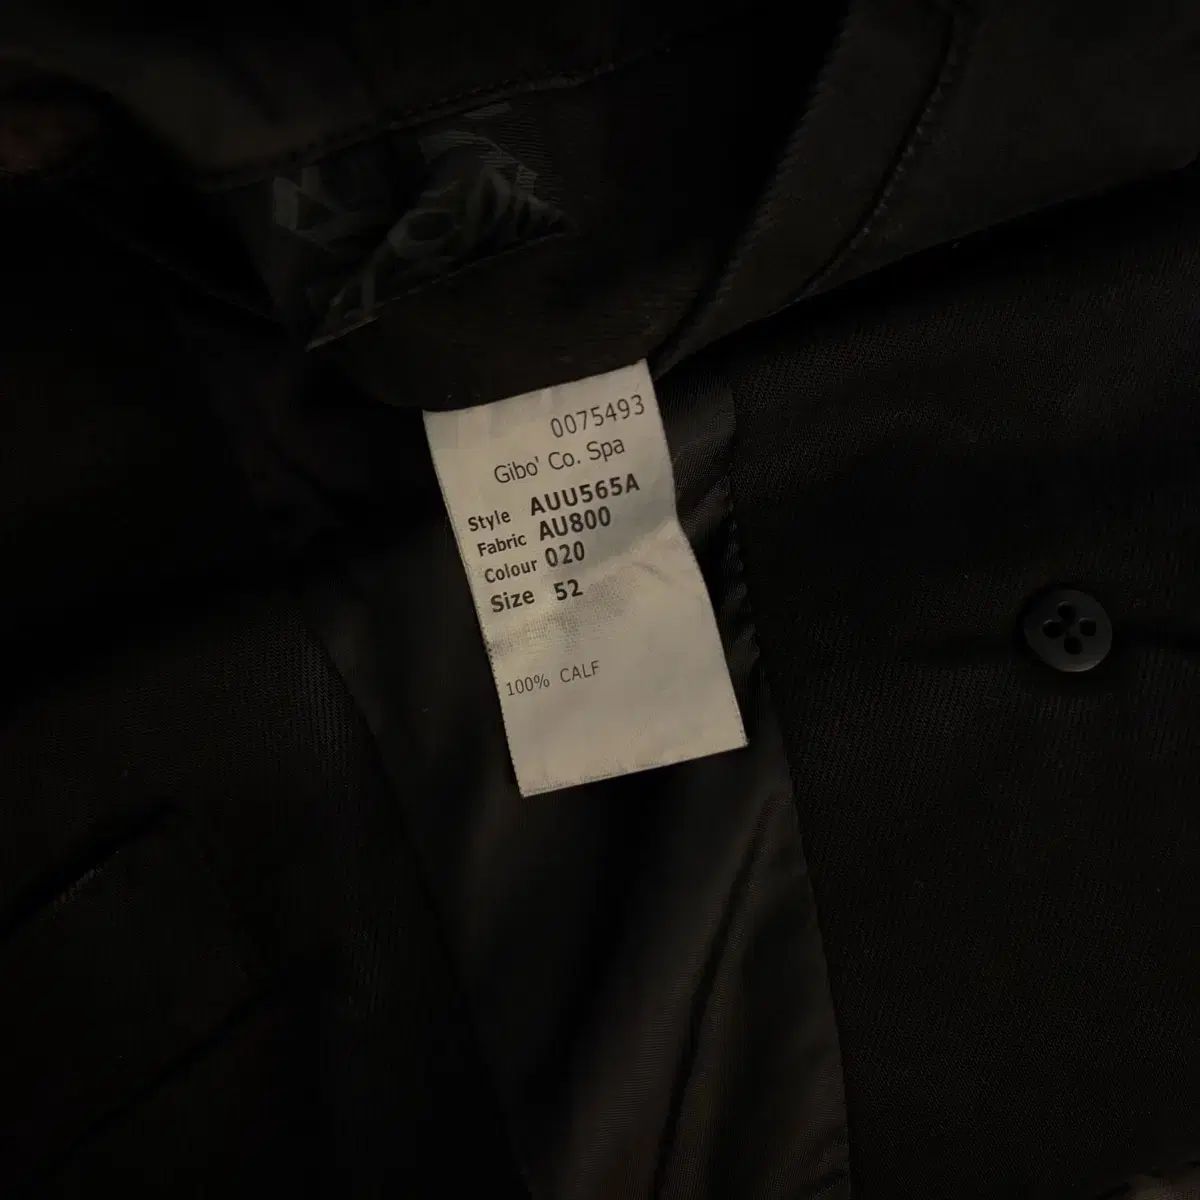 0075493
Gibo' Co. Spa
Style AUU565A
Fabric AU800
Colour 020
Size 52
100% CALF